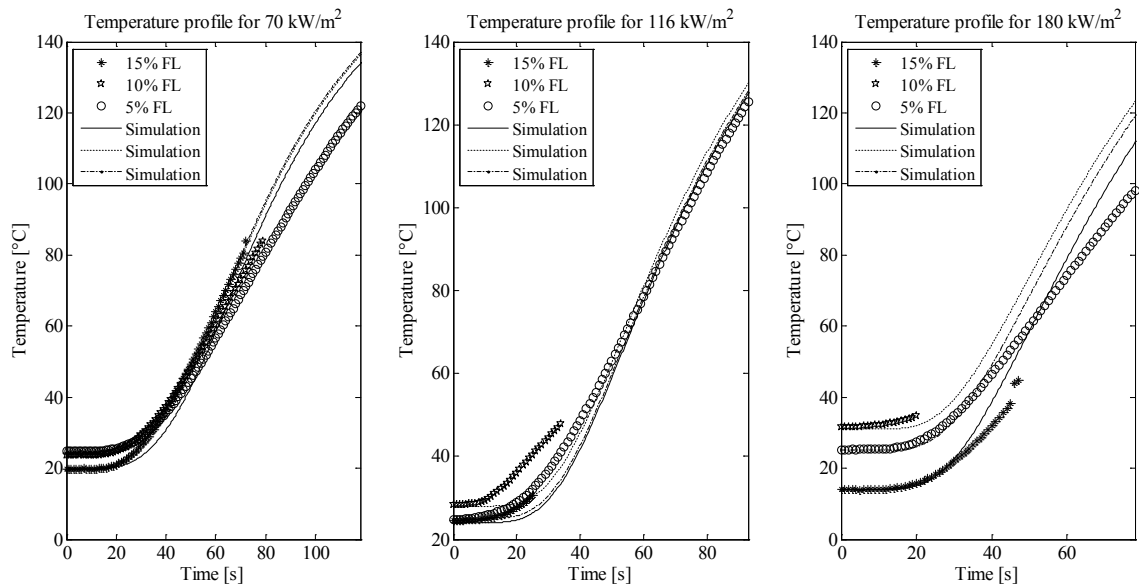 Temperature profile for 70 kW/m²
140
120
100
80
60
40
20
0
Temperature [°C]
15% FL
10% FL
5% FL
Simulation
Simulation
Simulation
0 20 40 60 80 100
Time [s]
Temperature profile for 116 kW/m²
140
120
100
80
60
40
20
Temperature [°C]
15% FL
10% FL
5% FL
Simulation
Simulation
Simulation
0 20 40 60 80
Time [s]
Temperature profile for 180 kW/m²
140
120
100
80
60
40
20
0
Temperature [°C]
15% FL
10% FL
5% FL
Simulation
Simulation
Simulation
0 20 40 60
Time [s]